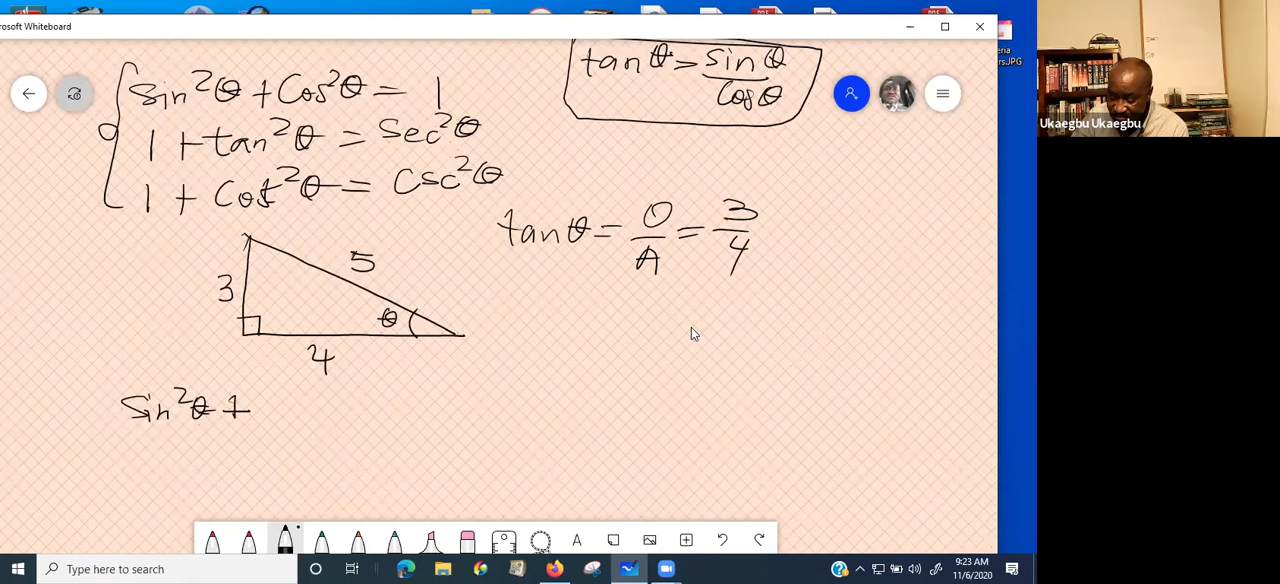 Microsoft Whiteboard
tanθ = sinθ / cosθ
sin²θ + Cos²θ = 1
1 + tan²θ = Sec²θ
1 + Cot²θ = CSC²θ
tanθ = O/A = 3/4
3
5
θ
4
sin²θ +
Ukaegbu Ukaegbu
Type here to search
9:23 AM
11/6/2020